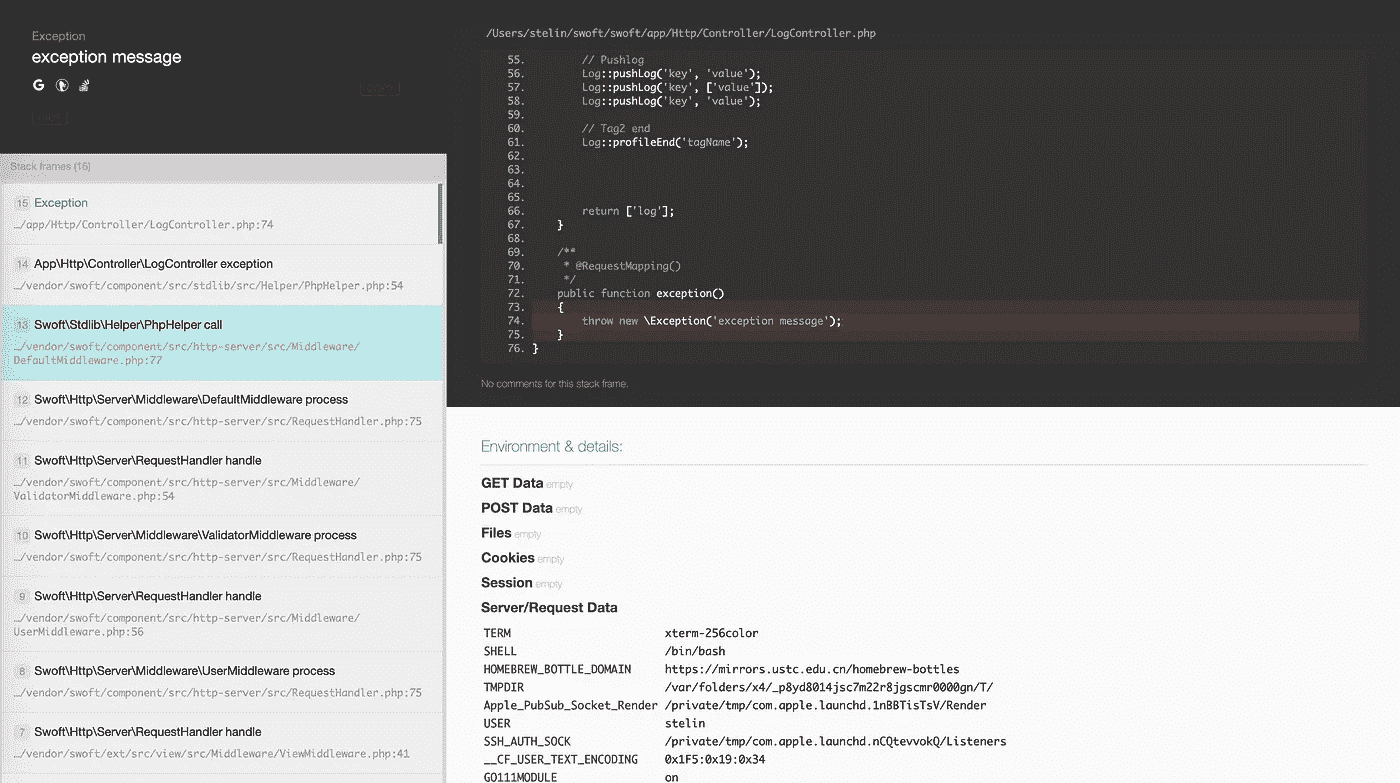 Exception
exception message
Stack frames (16)
15 Exception
…/app/Http/Controller/LogController.php:74
14 App\Http\Controller\LogController exception
…/vendor/swoft/component/src/stdlib/src/Helper/PhpHelper.php:54
13 Swoft\Stdlib\Helper\PhpHelper call
…/vendor/swoft/component/src/http-server/src/Middleware/
DefaultMiddleware.php:77
12 Swoft\Http\Server\Middleware\DefaultMiddleware process
…/vendor/swoft/component/src/http-server/src/RequestHandler.php:75
11 Swoft\Http\Server\RequestHandler handle
…/vendor/swoft/component/src/http-server/src/Middleware/
ValidatorMiddleware.php:54
10 Swoft\Http\Server\Middleware\ValidatorMiddleware process
…/vendor/swoft/component/src/http-server/src/RequestHandler.php:75
9 Swoft\Http\Server\RequestHandler handle
…/vendor/swoft/component/src/http-server/src/Middleware/
UserMiddleware.php:56
8 Swoft\Http\Server\Middleware\UserMiddleware process
…/vendor/swoft/component/src/http-server/src/RequestHandler.php:75
7 Swoft\Http\Server\RequestHandler handle
…/vendor/swoft/ext/src/view/src/Middleware/ViewMiddleware.php:41
/Users/stelin/swoft/swoft/app/Http/Controller/LogController.php
55. // Pushlog
56. Log::pushLog('key', 'value');
57. Log::pushLog('key', ['value']);
58. Log::pushLog('key', 'value');
59.
60. // Tag2 end
61. Log::profileEnd('tagName');
62.
63.
64.
65.
66. return ['log'];
67. }
68.
69. /**
70. * @RequestMapping()
71. */
72. public function exception()
73. {
74. throw new \Exception('exception message');
75. }
76. }
No comments for this stack frame.
Environment & details:
GET Data empty
POST Data empty
Files empty
Cookies empty
Session empty
Server/Request Data
TERM xterm-256color
SHELL /bin/bash
HOMEBREW_BOTTLE_DOMAIN https://mirrors.ustc.edu.cn/homebrew-bottles
TMPDIR /var/folders/x4/_p8yd8014jsc7m22r8jgscmr0000gn/T/
Apple_PubSub_Socket_Render /private/tmp/com.apple.launchd.1nBBTisTsV/Render
USER stelin
SSH_AUTH_SOCK /private/tmp/com.apple.launchd.nCQtevvokQ/Listeners
__CF_USER_TEXT_ENCODING 0x1F5:0x19:0x34
GO111MODULE on